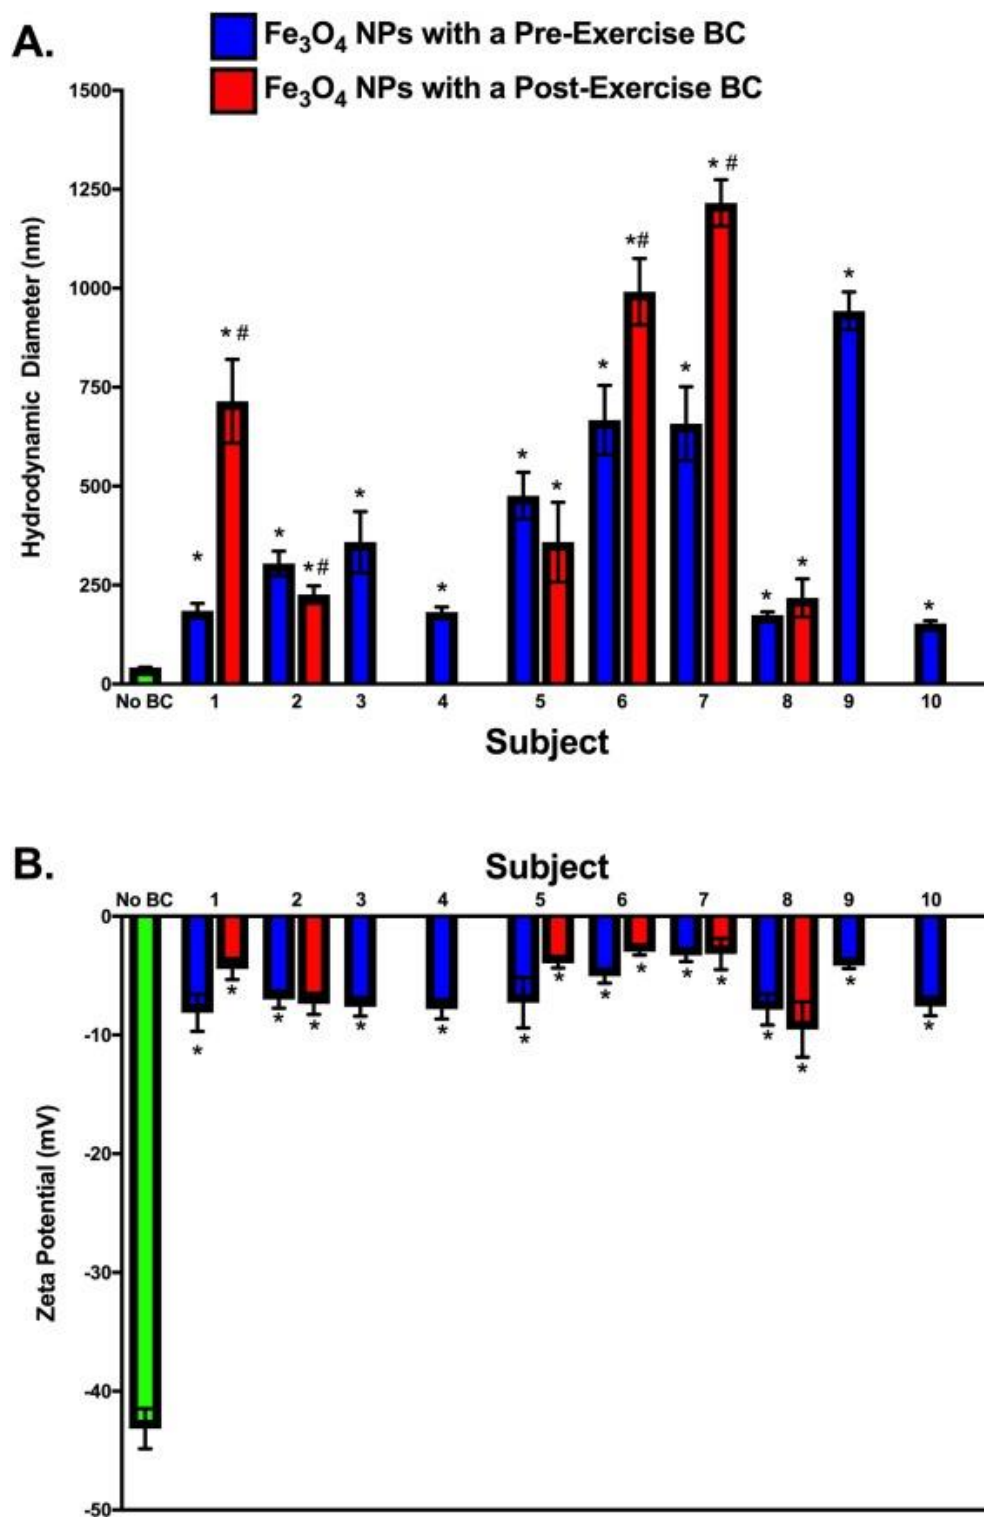 A.
Fe₃O₄ NPs with a Pre-Exercise BC
Fe₃O₄ NPs with a Post-Exercise BC
Hydrodynamic Diameter (nm)
1500
1250
1000
750
500
250
0
* *# * *# * * * * * *# * *# * * * *
No BC 1 2 3 4 5 6 7 8 9 10
Subject
B.
Subject
No BC 1 2 3 4 5 6 7 8 9 10
Zeta Potential (mV)
0
-10
-20
-30
-40
-50
* * * * * * * * * * * * * * * *